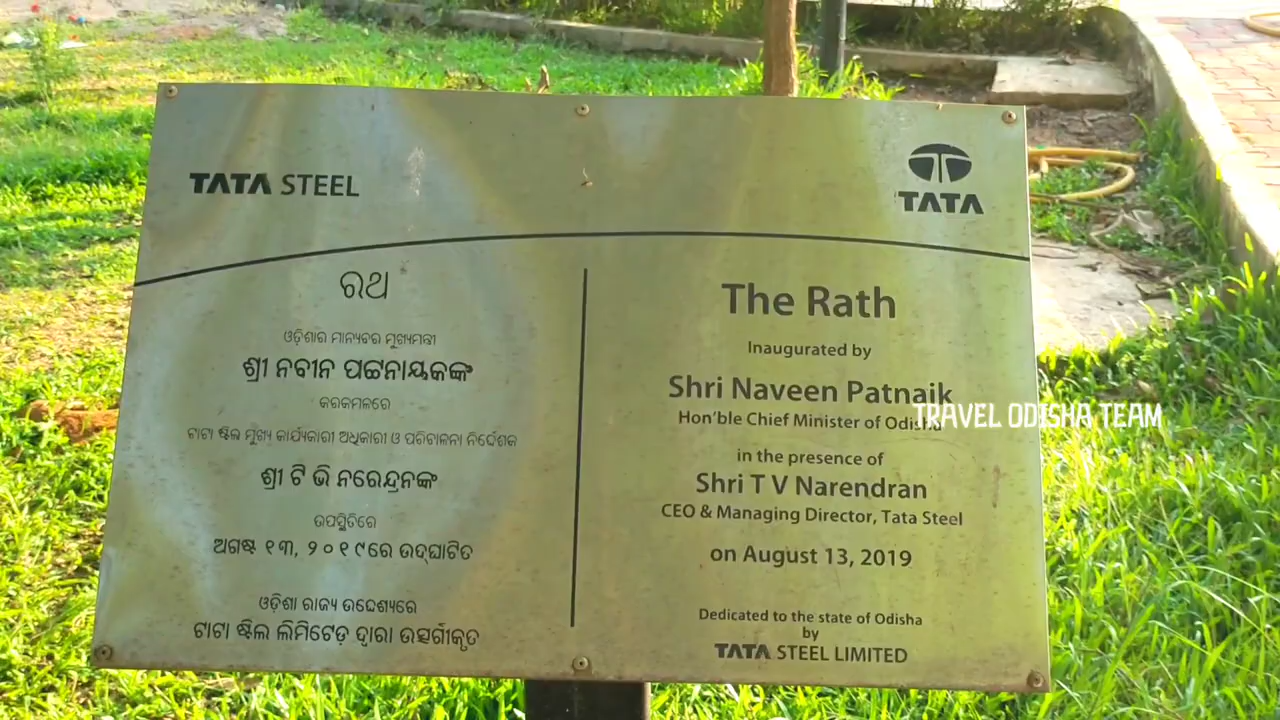 TATA STEEL
TATA
ରଥ
ଓଡ଼ିଶାର ମାନ୍ୟବର ମୁଖ୍ୟମନ୍ତ୍ରୀ
ଶ୍ରୀ ନବୀନ ପଟ୍ଟନାୟକଙ୍କ
କରକମଳରେ
ଟାଟା ଷ୍ଟିଲ ମୁଖ୍ୟ କାର୍ଯ୍ୟକାରୀ ଅଧିକାରୀ ଓ ପରିଚାଳନା ନିର୍ଦ୍ଦେଶକ
ଶ୍ରୀ ଟି ଭି ନରେନ୍ଦ୍ରନଙ୍କ
ଉପସ୍ଥିତିରେ
ଅଗଷ୍ଟ ୧୩, ୨୦୧୯ରେ ଉଦ୍‌ଘାଟିତ
ଓଡ଼ିଶା ରାଜ୍ୟ ଉଦ୍ଦେଶ୍ୟରେ
ଟାଟା ଷ୍ଟିଲ ଲିମିଟେଡ଼ ଦ୍ୱାରା ଉତ୍ସର୍ଗୀକୃତ
The Rath
Inaugurated by
Shri Naveen Patnaik
Hon'ble Chief Minister of Odisha
TRAVEL ODISHA TEAM
in the presence of
Shri T V Narendran
CEO & Managing Director, Tata Steel
on August 13, 2019
Dedicated to the state of Odisha
by
TATA STEEL LIMITED